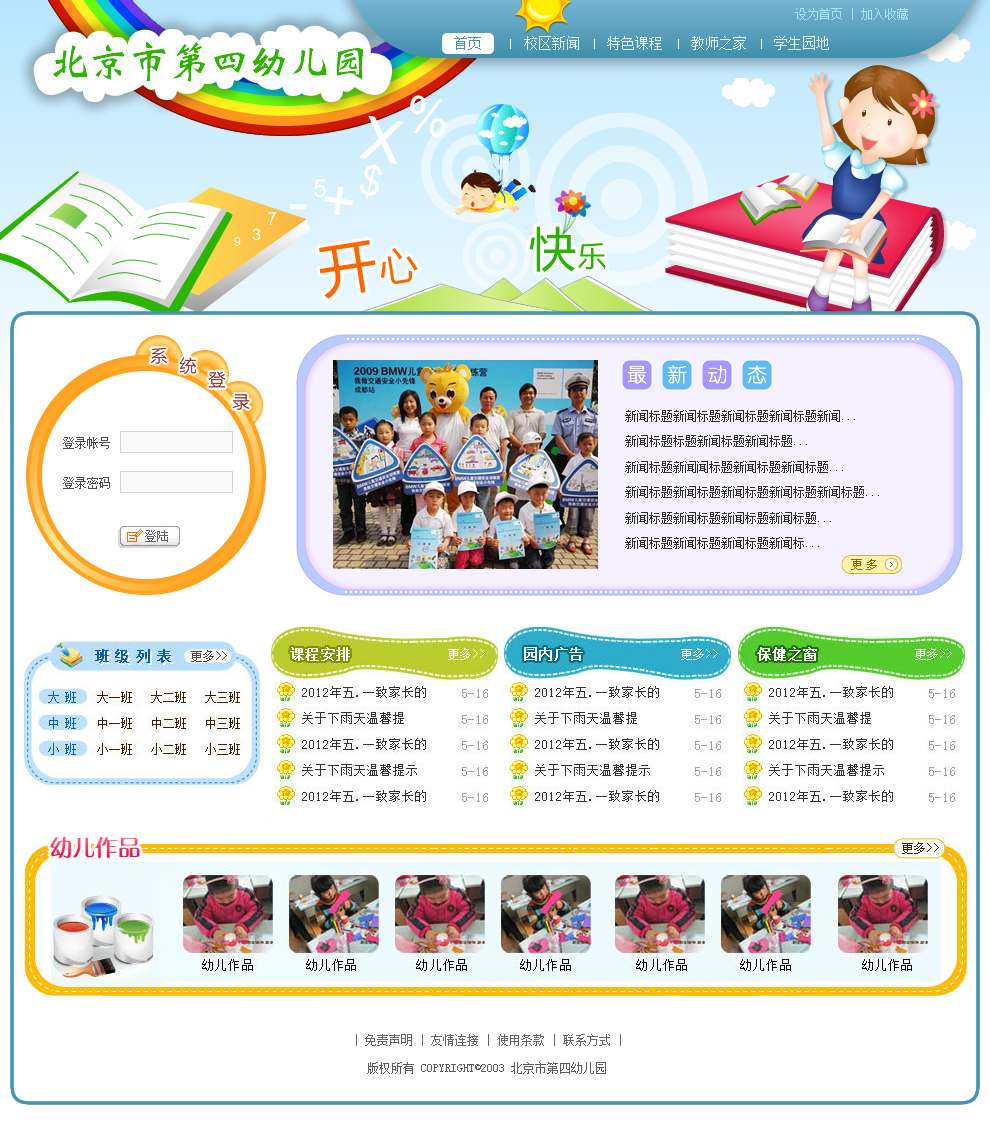 设为首页 | 加入收藏
北京市第四幼儿园
首页 | 校区新闻 | 特色课程 | 教师之家 | 学生园地
% X $ 5 + -
7 3 9
开心 快乐
系统登录
登录帐号
登录密码
登陆
2009 BMW儿
练营
我做交通安全小先锋
成都站
最新动态
新闻标题新闻标题新闻标题新闻标题新闻...
新闻标题标题新闻标题新闻标题...
新闻标题新闻闻标题新闻标题新闻标题...
新闻标题新闻标题新闻标题新闻标题新闻标题...
新闻标题新闻标题新闻标题新闻标题...
新闻标题新闻标题新闻标题新闻标...
更多
班级列表 更多>>
大 班 大一班 大二班 大三班
中 班 中一班 中二班 中三班
小 班 小一班 小二班 小三班
课程安排 更多>>
2012年五.一致家长的 5-16
关于下雨天温馨提 5-16
2012年五.一致家长的 5-16
关于下雨天温馨提示 5-16
2012年五.一致家长的 5-16
园内广告 更多>>
2012年五.一致家长的 5-16
关于下雨天温馨提 5-16
2012年五.一致家长的 5-16
关于下雨天温馨提示 5-16
2012年五.一致家长的 5-16
保健之窗 更多>>
2012年五.一致家长的 5-16
关于下雨天温馨提 5-16
2012年五.一致家长的 5-16
关于下雨天温馨提示 5-16
2012年五.一致家长的 5-16
幼儿作品 更多>>
幼儿作品 幼儿作品 幼儿作品 幼儿作品 幼儿作品 幼儿作品 幼儿作品
| 免责声明 | 友情连接 | 使用条款 | 联系方式 |
版权所有 COPYRIGHT©2003 北京市第四幼儿园